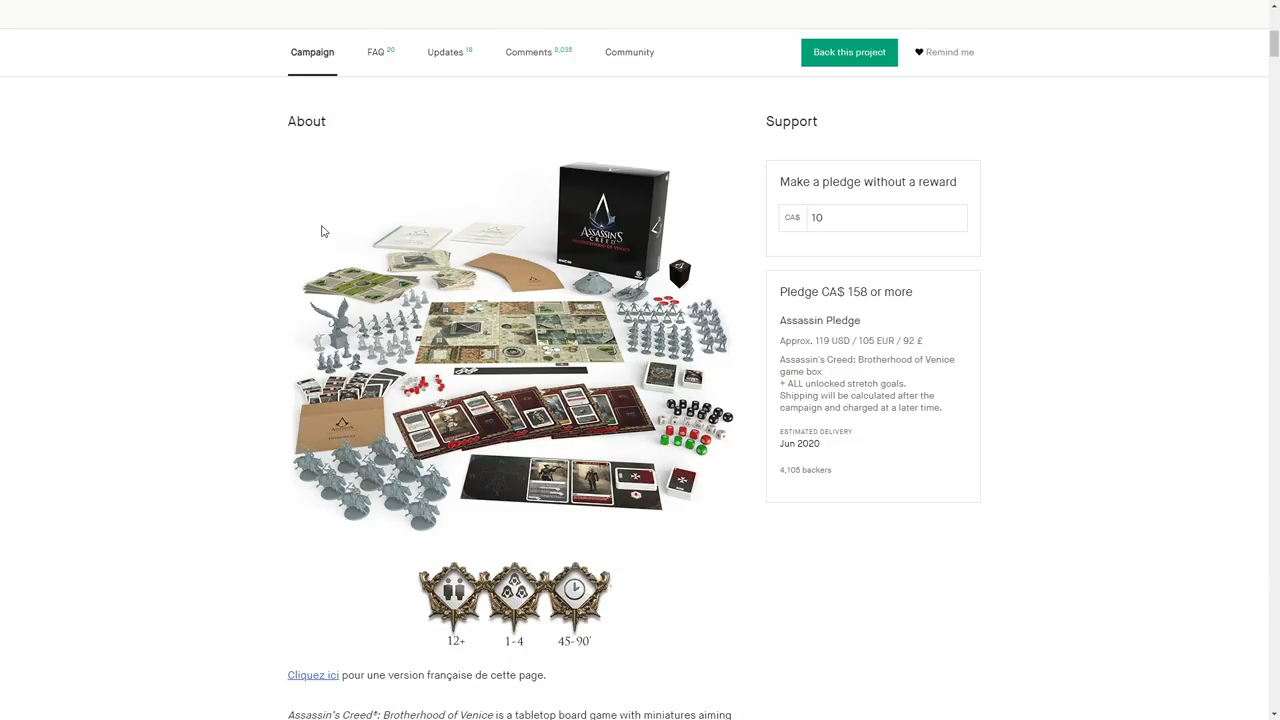 Campaign
FAQ 20
Updates 18
Comments 2,035
Community
Back this project
Remind me
About
Support
ASSASSIN'S
CREED
BROTHERHOOD OF VENICE
Make a pledge without a reward
CA$ 10
Pledge CA$ 158 or more
Assassin Pledge
Approx. 119 USD / 105 EUR / 92 £
Assassin's Creed: Brotherhood of Venice
game box
+ ALL unlocked stretch goals.
Shipping will be calculated after the
campaign and charged at a later time.
ESTIMATED DELIVERY
Jun 2020
4,105 backers
12+
1-4
45-90'
Cliquez ici pour une version française de cette page.
Assassin's Creed®: Brotherhood of Venice is a tabletop board game with miniatures aiming